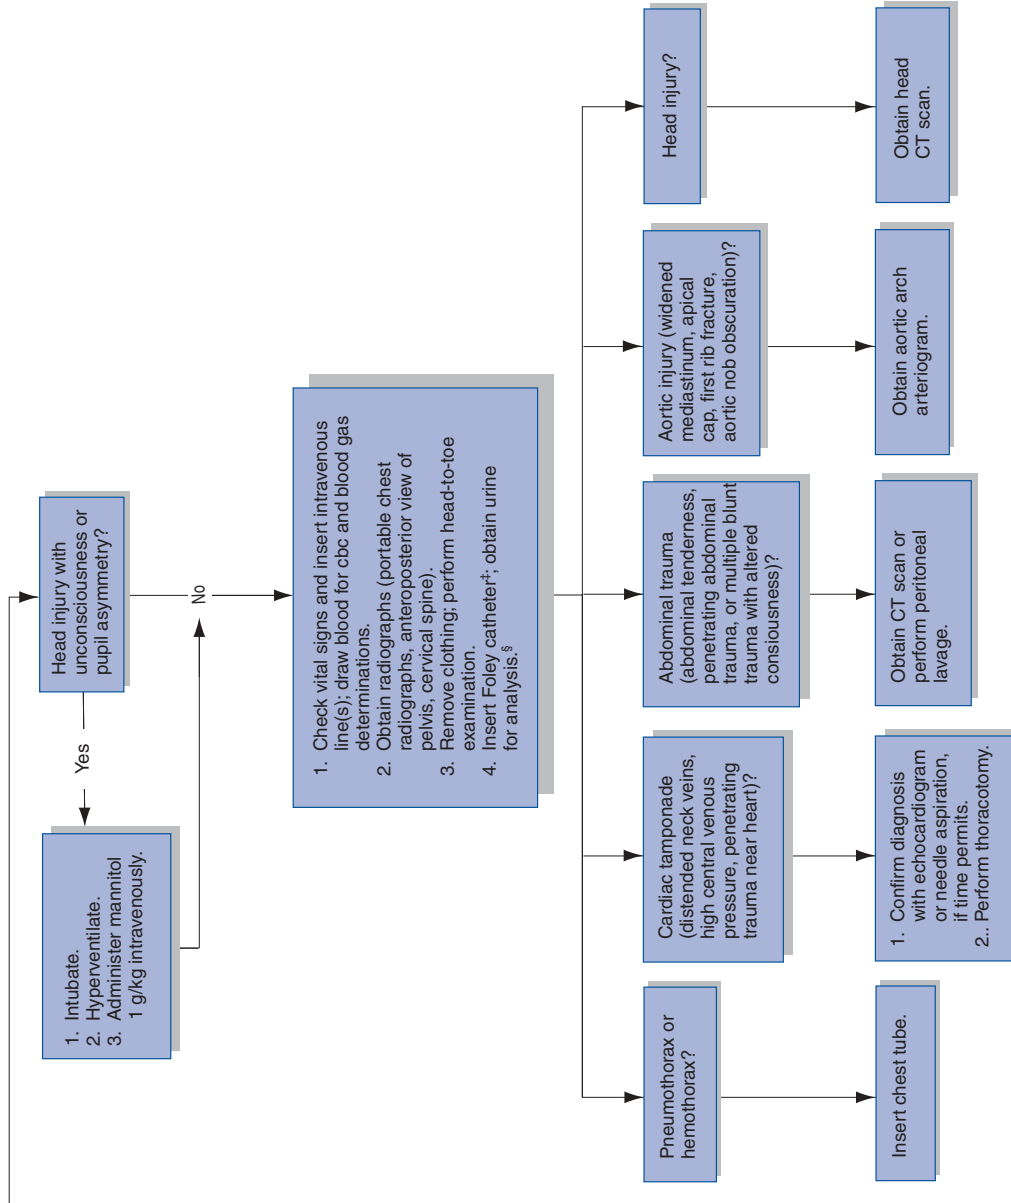 Head injury with
unconsciousness or
pupil asymmetry?
Yes
No
1. Intubate.
2. Hyperventilate.
3. Administer mannitol
1 g/kg intravenously.
1. Check vital signs and insert intravenous
line(s); draw blood for cbc and blood gas
determinations.
2. Obtain radiographs (portable chest
radiographs, anteroposterior view of
pelvis, cervical spine).
3. Remove clothing; perform head-to-toe
examination.
4. Insert Foley catheter‡; obtain urine
for analysis.§
Pneumothorax or
hemothorax?
Cardiac tamponade
(distended neck veins,
high central venous
pressure, penetrating
trauma near heart)?
Abdominal trauma
(abdominal tenderness,
penetrating abdominal
trauma, or multiple blunt
trauma with altered
consiousness)?
Aortic injury (widened
mediastinum, apical
cap, first rib fracture,
aortic nob obscuration)?
Head injury?
Insert chest tube.
1. Confirm diagnosis
with echocardiogram
or needle aspiration,
if time permits.
2.. Perform thoracotomy.
Obtain CT scan or
perform peritoneal
lavage.
Obtain aortic arch
arteriogram.
Obtain head
CT scan.